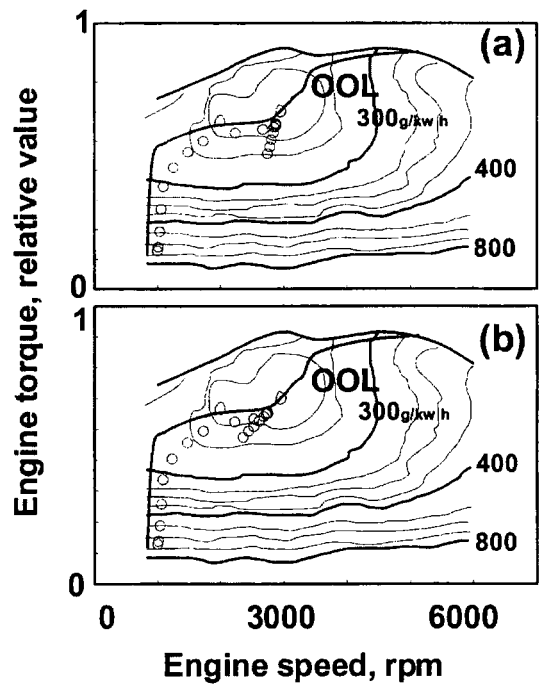 1
(a)
OOL
300g/kw|h
400
800
0
1
(b)
OOL
300g/kw|h
400
800
0
0 3000 6000
Engine speed, rpm
Engine torque, relative value